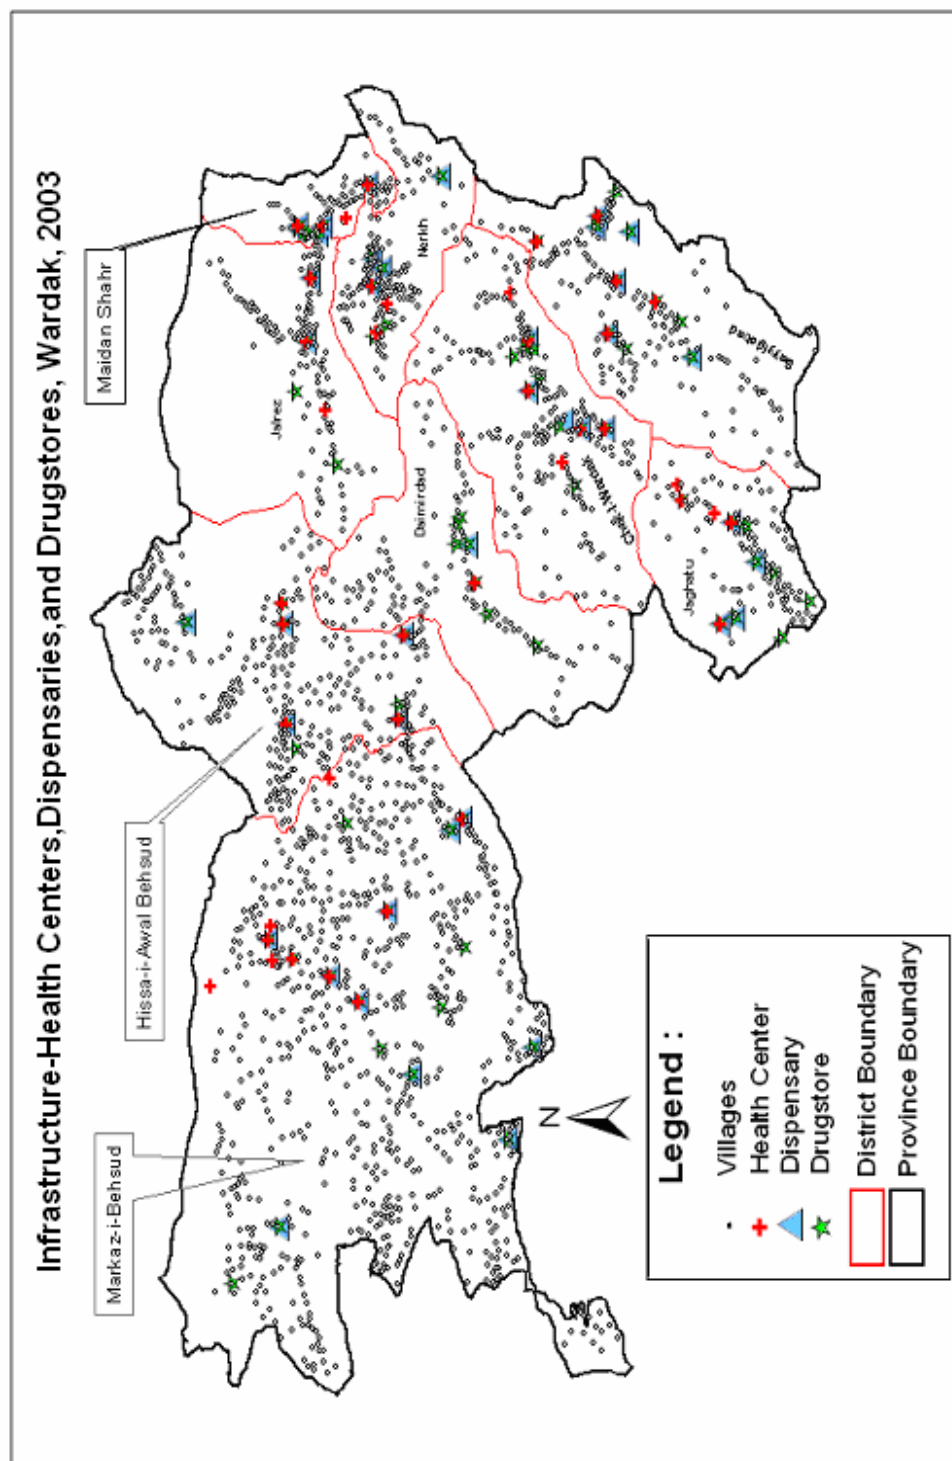 Infrastructure-Health Centers,Dispensaries,and Drugstores, Wardak, 2003
Markaz-i-Behsud
Hissa-i-Awal Behsud
Maidan Shahr
Jalrez
Nerkh
Daimirdad
Chak-i-Wardak
Jaghatu
N
Legend :
Villages
Health Center
Dispensary
Drugstore
District Boundary
Province Boundary